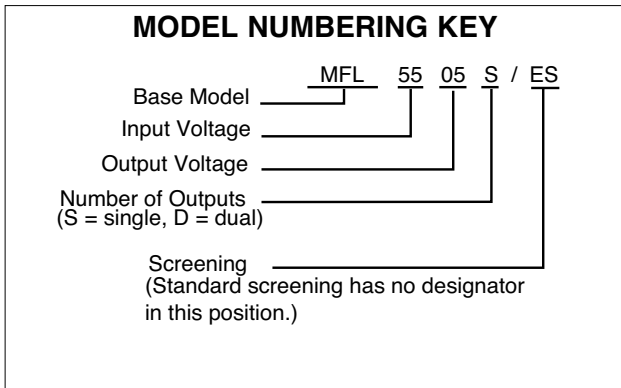 MODEL NUMBERING KEY
MFL 55 05 S / ES
Base Model
Input Voltage
Output Voltage
Number of Outputs
(S = single, D = dual)
Screening
(Standard screening has no designator
in this position.)